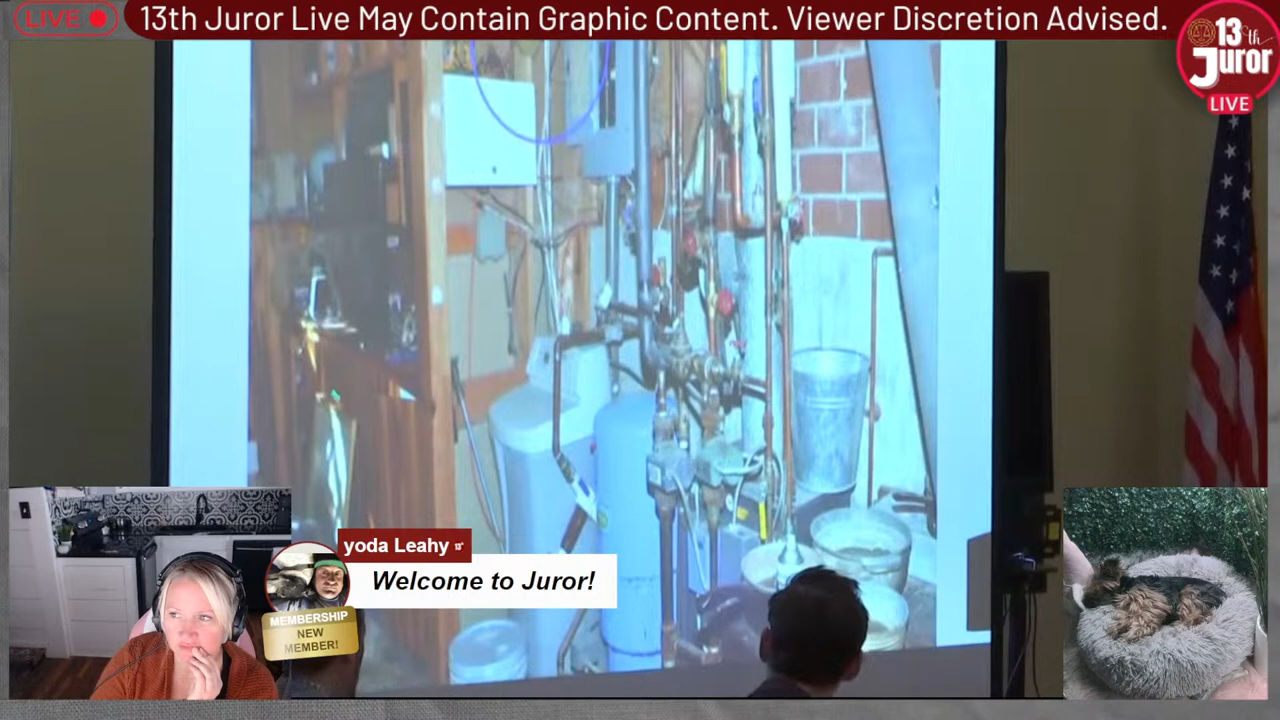 LIVE
13th Juror Live May Contain Graphic Content. Viewer Discretion Advised.
13th
Juror
LIVE
yoda Leahy
Welcome to Juror!
MEMBERSHIP
NEW
MEMBER!